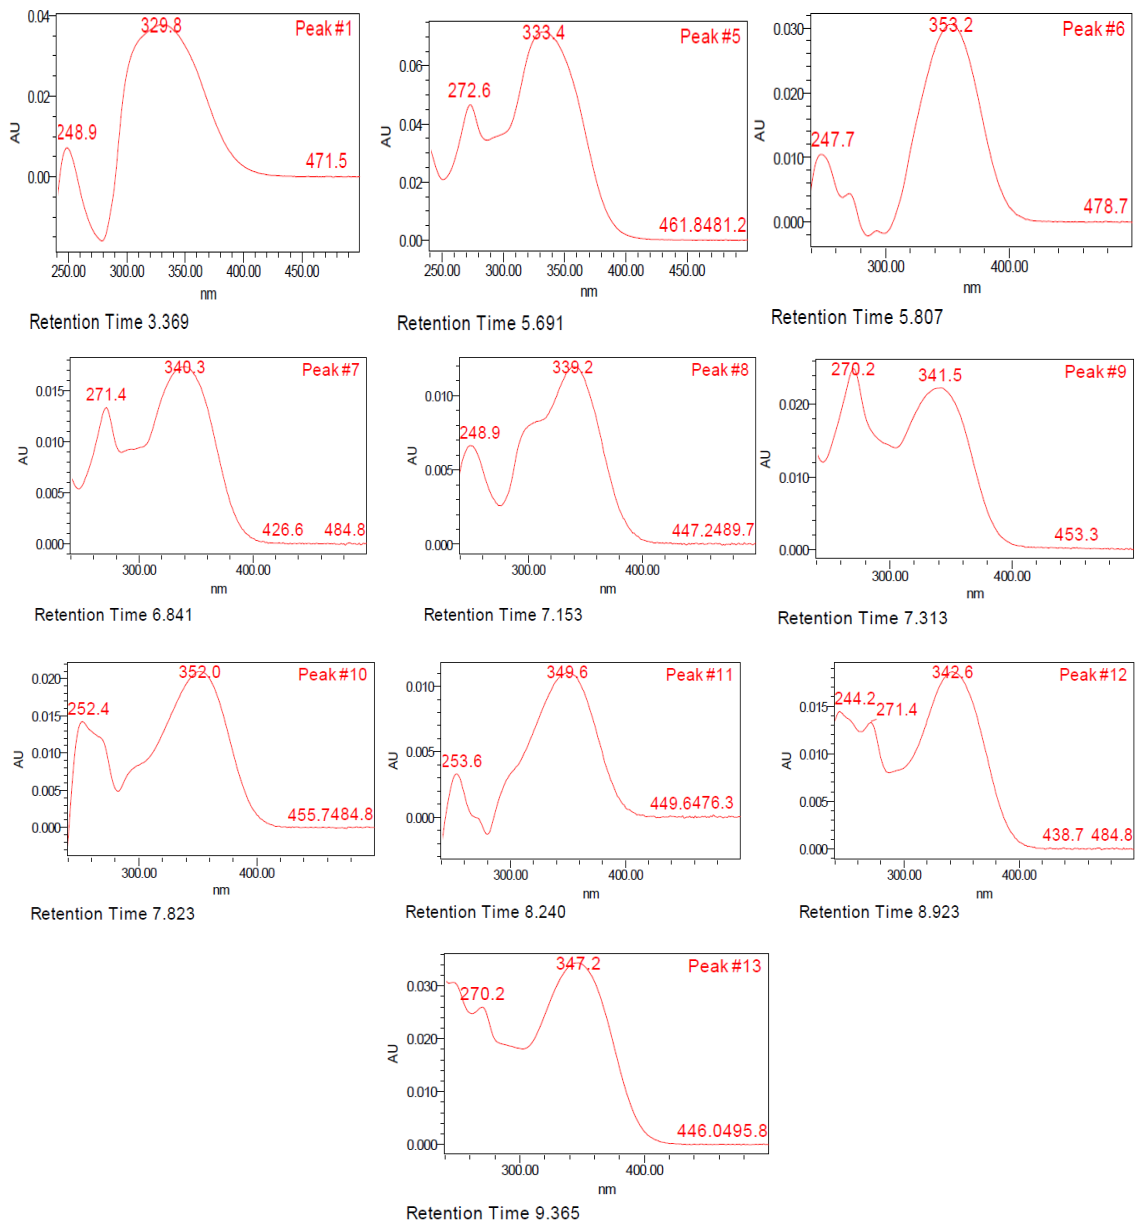 0.04
0.02
0.00
AU
329.8
Peak #1
248.9
471.5
250.00 300.00 350.00 400.00 450.00
nm
Retention Time 3.369
0.06
0.04
0.02
0.00
AU
333.4
Peak #5
272.6
461.8481.2
250.00 300.00 350.00 400.00 450.00
nm
Retention Time 5.691
0.030
0.020
0.010
0.000
AU
353.2
Peak #6
247.7
478.7
300.00 400.00
nm
Retention Time 5.807
0.015
0.010
0.005
0.000
AU
340.3
Peak #7
271.4
426.6 484.8
300.00 400.00
nm
Retention Time 6.841
0.010
0.005
0.000
AU
339.2
Peak #8
248.9
447.2489.7
300.00 400.00
nm
Retention Time 7.153
0.020
0.010
0.000
AU
270.2
341.5
Peak #9
453.3
300.00 400.00
nm
Retention Time 7.313
0.020
0.015
0.010
0.005
0.000
AU
352.0
Peak #10
252.4
455.7484.8
300.00 400.00
nm
Retention Time 7.823
0.010
0.005
0.000
AU
349.6
Peak #11
253.6
449.6476.3
300.00 400.00
nm
Retention Time 8.240
0.015
0.010
0.005
0.000
AU
342.6
Peak #12
244.2
271.4
438.7 484.8
300.00 400.00
nm
Retention Time 8.923
0.030
0.020
0.010
0.000
AU
347.2
Peak #13
270.2
446.0495.8
300.00 400.00
nm
Retention Time 9.365